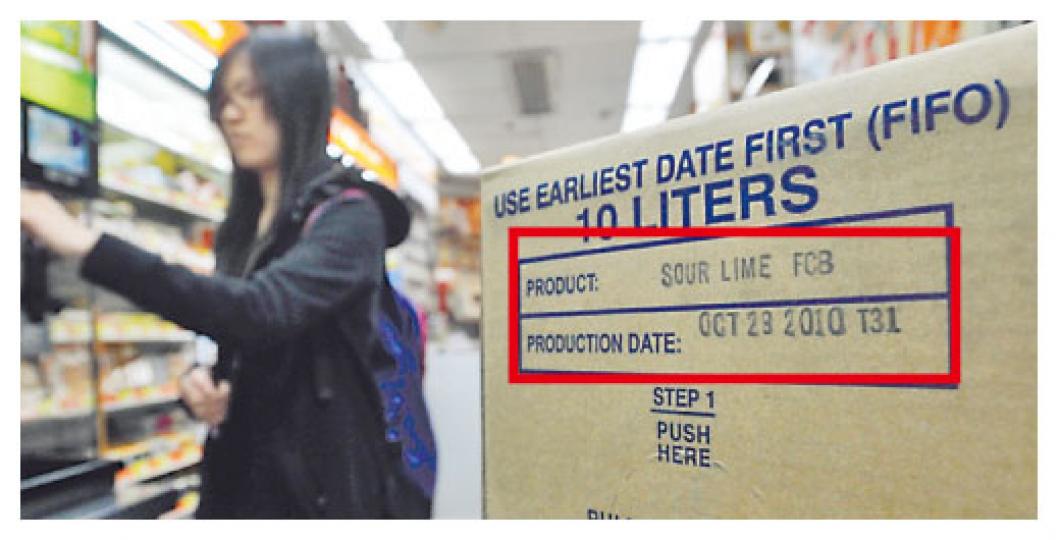 USE EARLIEST DATE FIRST (FIFO)
10 LITERS
PRODUCT: SOUR LIME FCB
PRODUCTION DATE: OCT 28 2010 T31
STEP 1
PUSH
HERE